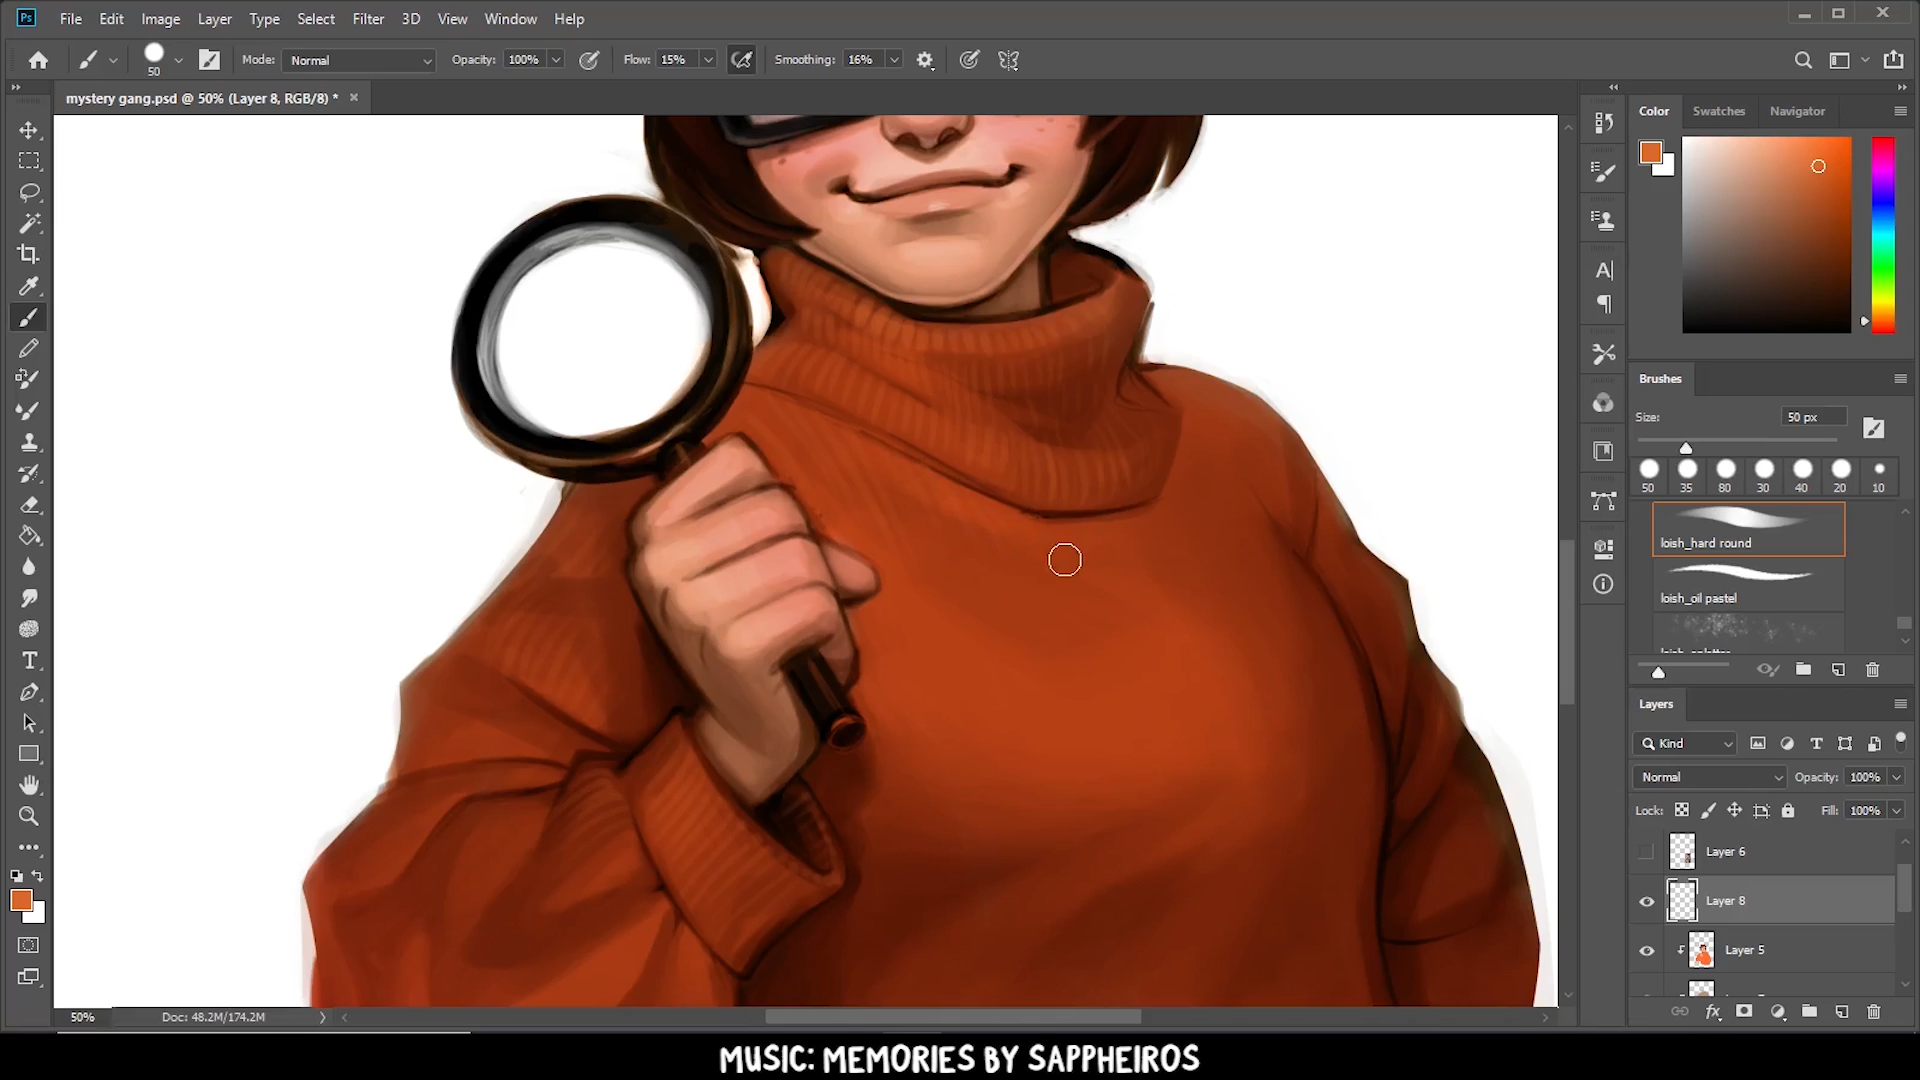 Ps File Edit Image Layer Type Select Filter 3D View Window Help
50 Mode: Normal Opacity: 100% Flow: 15% Smoothing: 16%
mystery gang.psd @ 50% (Layer 8, RGB/8) *
Color Swatches Navigator
Brushes
Size: 50 px
50 35 80 30 40 20 10
loish_hard round
loish_oil pastel
Layers
Kind
Normal Opacity: 100%
Lock: Fill: 100%
Layer 6
Layer 8
Layer 5
50% Doc: 48.2M/174.2M
MUSIC: MEMORIES BY SAPPHEIROS